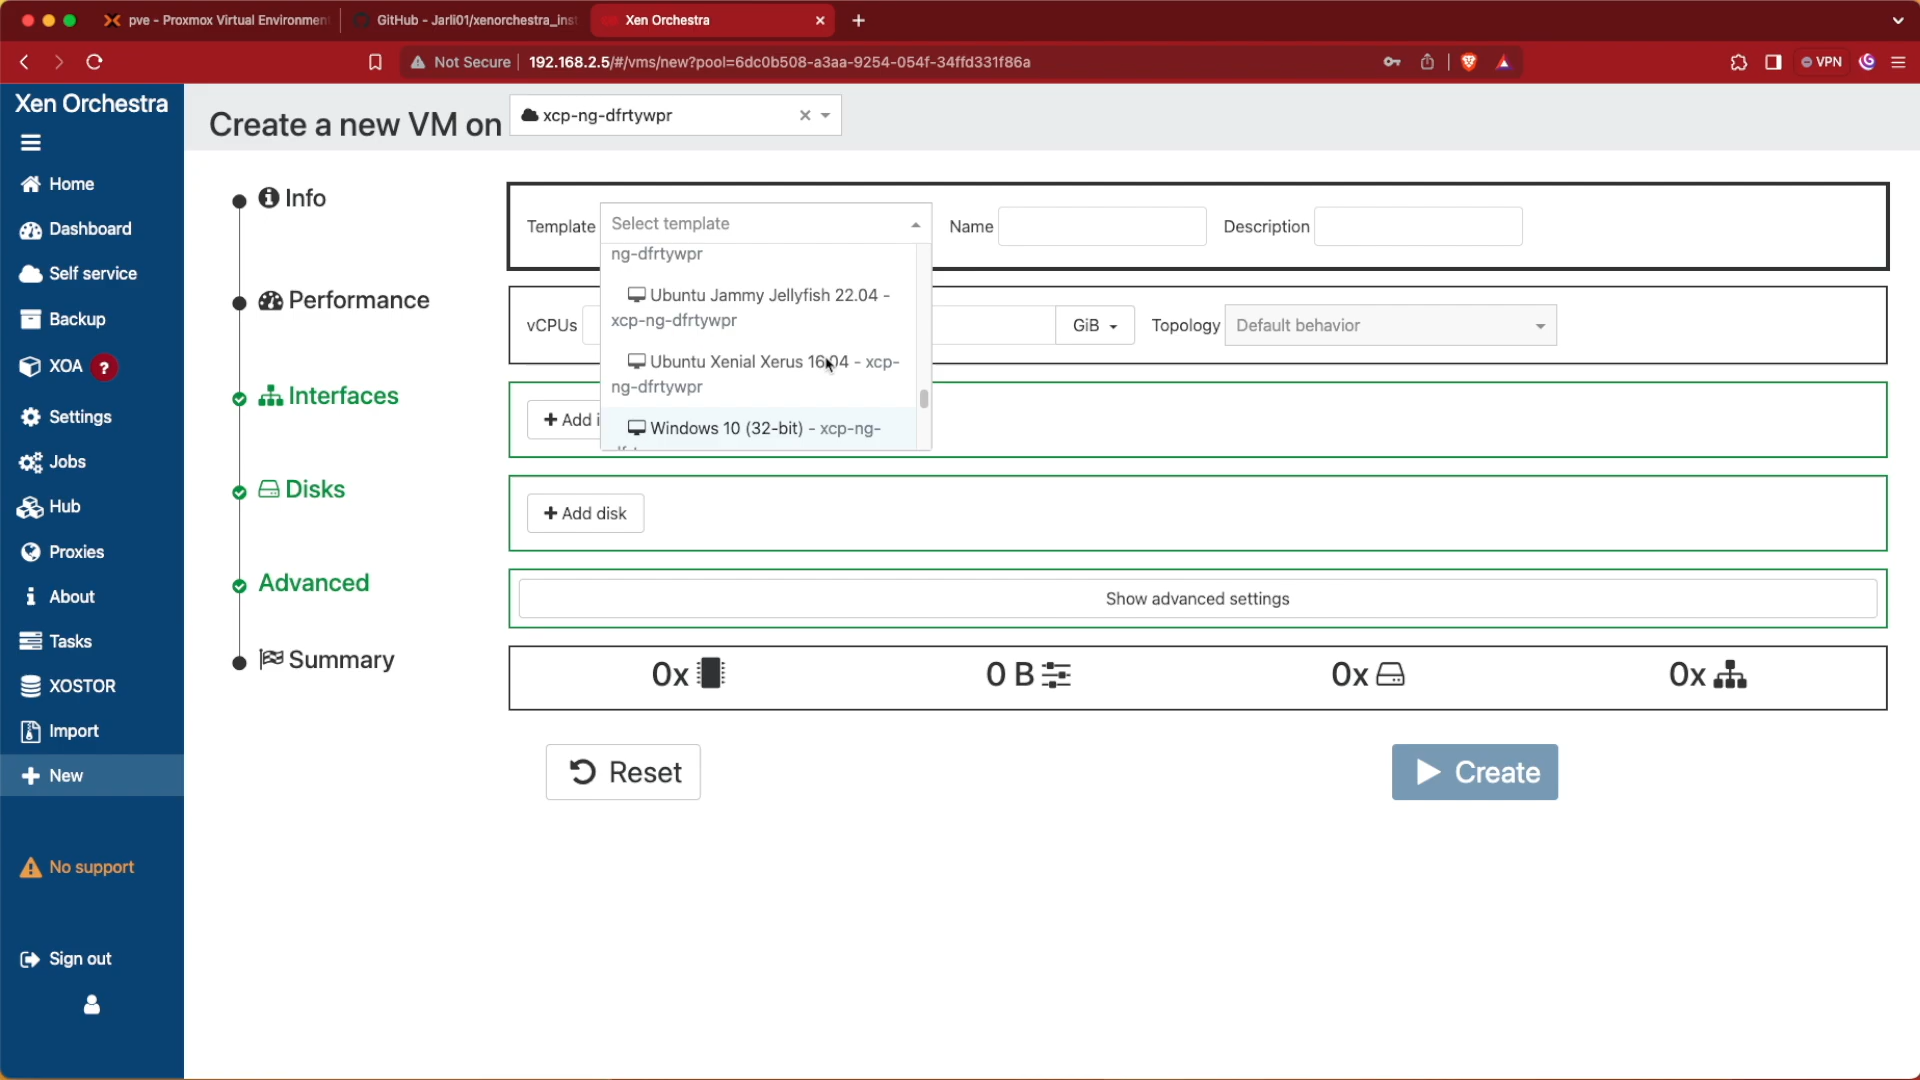 pve - Proxmox Virtual Environmen
GitHub - Jarli01/xenorchestra_inst
Xen Orchestra
Not Secure
192.168.2.5/#/vms/new?pool=6dc0b508-a3aa-9254-054f-34ffd331f86a
VPN
Xen Orchestra
Home
Dashboard
Self service
Backup
XOA ?
Settings
Jobs
Hub
Proxies
About
Tasks
XOSTOR
Import
New
No support
Sign out
Create a new VM on
xcp-ng-dfrtywpr
Info
Template
Select template
Name
Description
ng-dfrtywpr
Ubuntu Jammy Jellyfish 22.04 -
xcp-ng-dfrtywpr
Ubuntu Xenial Xerus 16.04 - xcp-
ng-dfrtywpr
Windows 10 (32-bit) - xcp-ng-
Performance
vCPUs
GiB
Topology
Default behavior
Interfaces
+ Add i
Disks
+ Add disk
Advanced
Show advanced settings
Summary
0x
0 B
0x
0x
Reset
Create